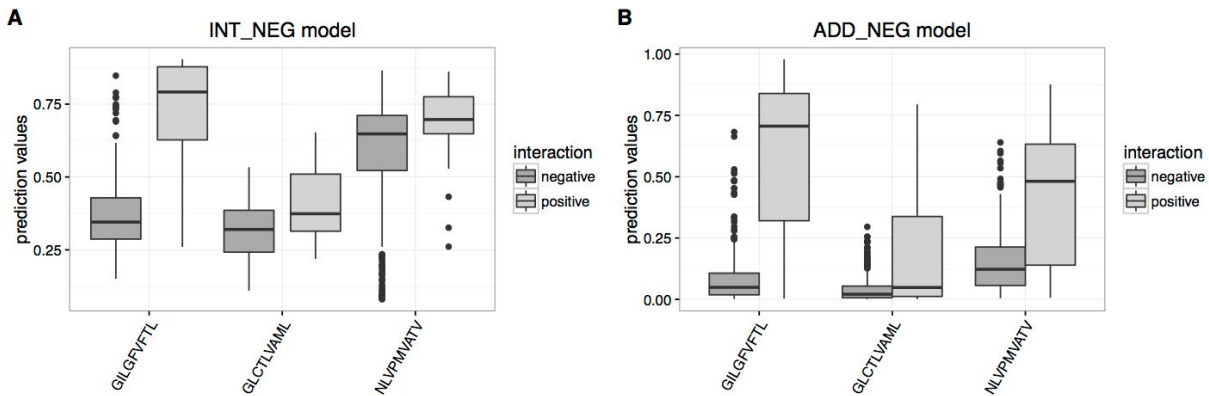 A
INT_NEG model
prediction values
0.75
0.50
0.25
GILGFVFTL
GLCTLVAML
NLVPMVATV
interaction
negative
positive
B
ADD_NEG model
prediction values
1.00
0.75
0.50
0.25
0.00
GILGFVFTL
GLCTLVAML
NLVPMVATV
interaction
negative
positive